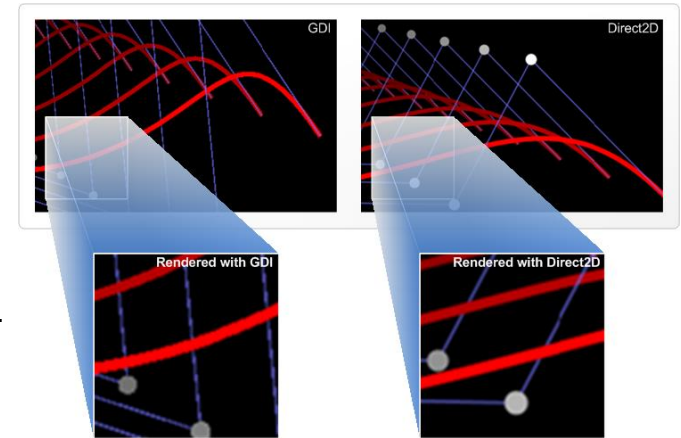 GDI
Direct2D
Rendered with GDI
Rendered with Direct2D